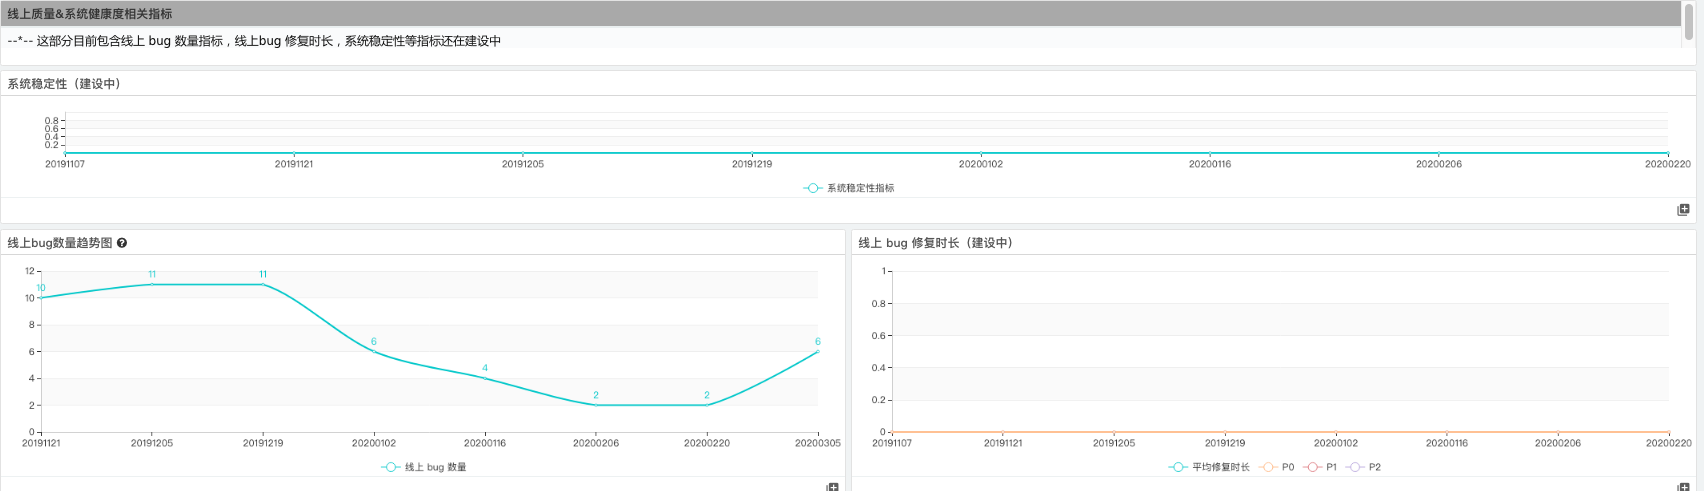 线上质量&系统健康度相关指标
--*-- 这部分目前包含线上 bug 数量指标，线上bug 修复时长，系统稳定性等指标还在建设中
系统稳定性（建设中）
0.8
0.6
0.4
0.2
20191107 20191121 20191205 20191219 20200102 20200116 20200206 20200220
系统稳定性指标
线上bug数量趋势图 ?
12
10
8
6
4
2
0
10 11 11 6 4 2 2 6
20191121 20191205 20191219 20200102 20200116 20200206 20200220 20200305
线上 bug 数量
线上 bug 修复时长（建设中）
1
0.8
0.6
0.4
0.2
0
20191107 20191121 20191205 20191219 20200102 20200116 20200206 20200220
平均修复时长 P0 P1 P2